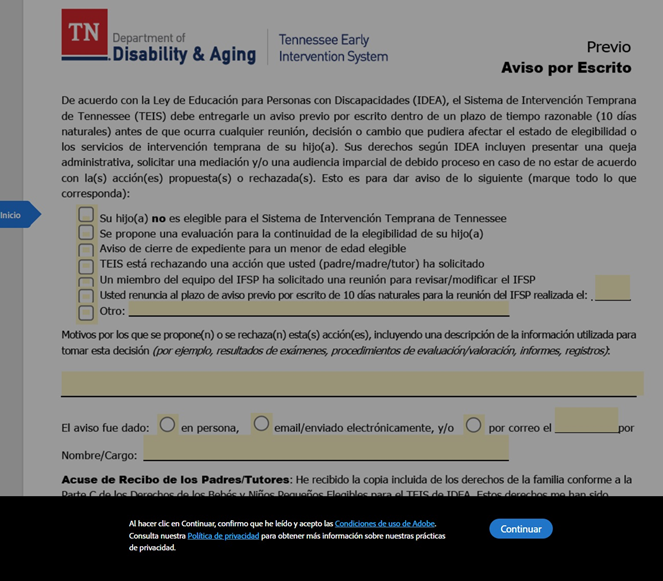 TN
Department of
Disability & Aging
Tennessee Early
Intervention System
Previo
Aviso por Escrito
De acuerdo con la Ley de Educación para Personas con Discapacidades (IDEA), el Sistema de Intervención Temprana
de Tennessee (TEIS) debe entregarle un aviso previo por escrito dentro de un plazo de tiempo razonable (10 días
naturales) antes de que ocurra cualquier reunión, decisión o cambio que pudiera afectar el estado de elegibilidad o
los servicios de intervención temprana de su hijo(a). Sus derechos según IDEA incluyen presentar una queja
administrativa, solicitar una mediación y/o una audiencia imparcial de debido proceso en caso de no estar de acuerdo
con la(s) acción(es) propuesta(s) o rechazada(s). Esto es para dar aviso de lo siguiente (marque todo lo que
corresponda):
Inicio
Su hijo(a) no es elegible para el Sistema de Intervención Temprana de Tennessee
Se propone una evaluación para la continuidad de la elegibilidad de su hijo(a)
Aviso de cierre de expediente para un menor de edad elegible
TEIS está rechazando una acción que usted (padre/madre/tutor) ha solicitado
Un miembro del equipo del IFSP ha solicitado una reunión para revisar/modificar el IFSP
Usted renuncia al plazo de aviso previo por escrito de 10 días naturales para la reunión del IFSP realizada el: .
Otro:
Motivos por los que se propone(n) o se rechaza(n) esta(s) acción(es), incluyendo una descripción de la información utilizada para
tomar esta decisión (por ejemplo, resultados de exámenes, procedimientos de evaluación/valoración, informes, registros):
El aviso fue dado: en persona, email/enviado electrónicamente, y/o por correo el por
Nombre/Cargo:
Acuse de Recibo de los Padres/Tutores: He recibido la copia incluida de los derechos de la familia conforme a la
Parte C de los Derechos de los Bebés y Niños Pequeños Elegibles para el TEIS de IDEA. Estos derechos me han sido
Al hacer clic en Continuar, confirmo que he leído y acepto las Condiciones de uso de Adobe.
Consulta nuestra Política de privacidad para obtener más información sobre nuestras prácticas
de privacidad.
Continuar